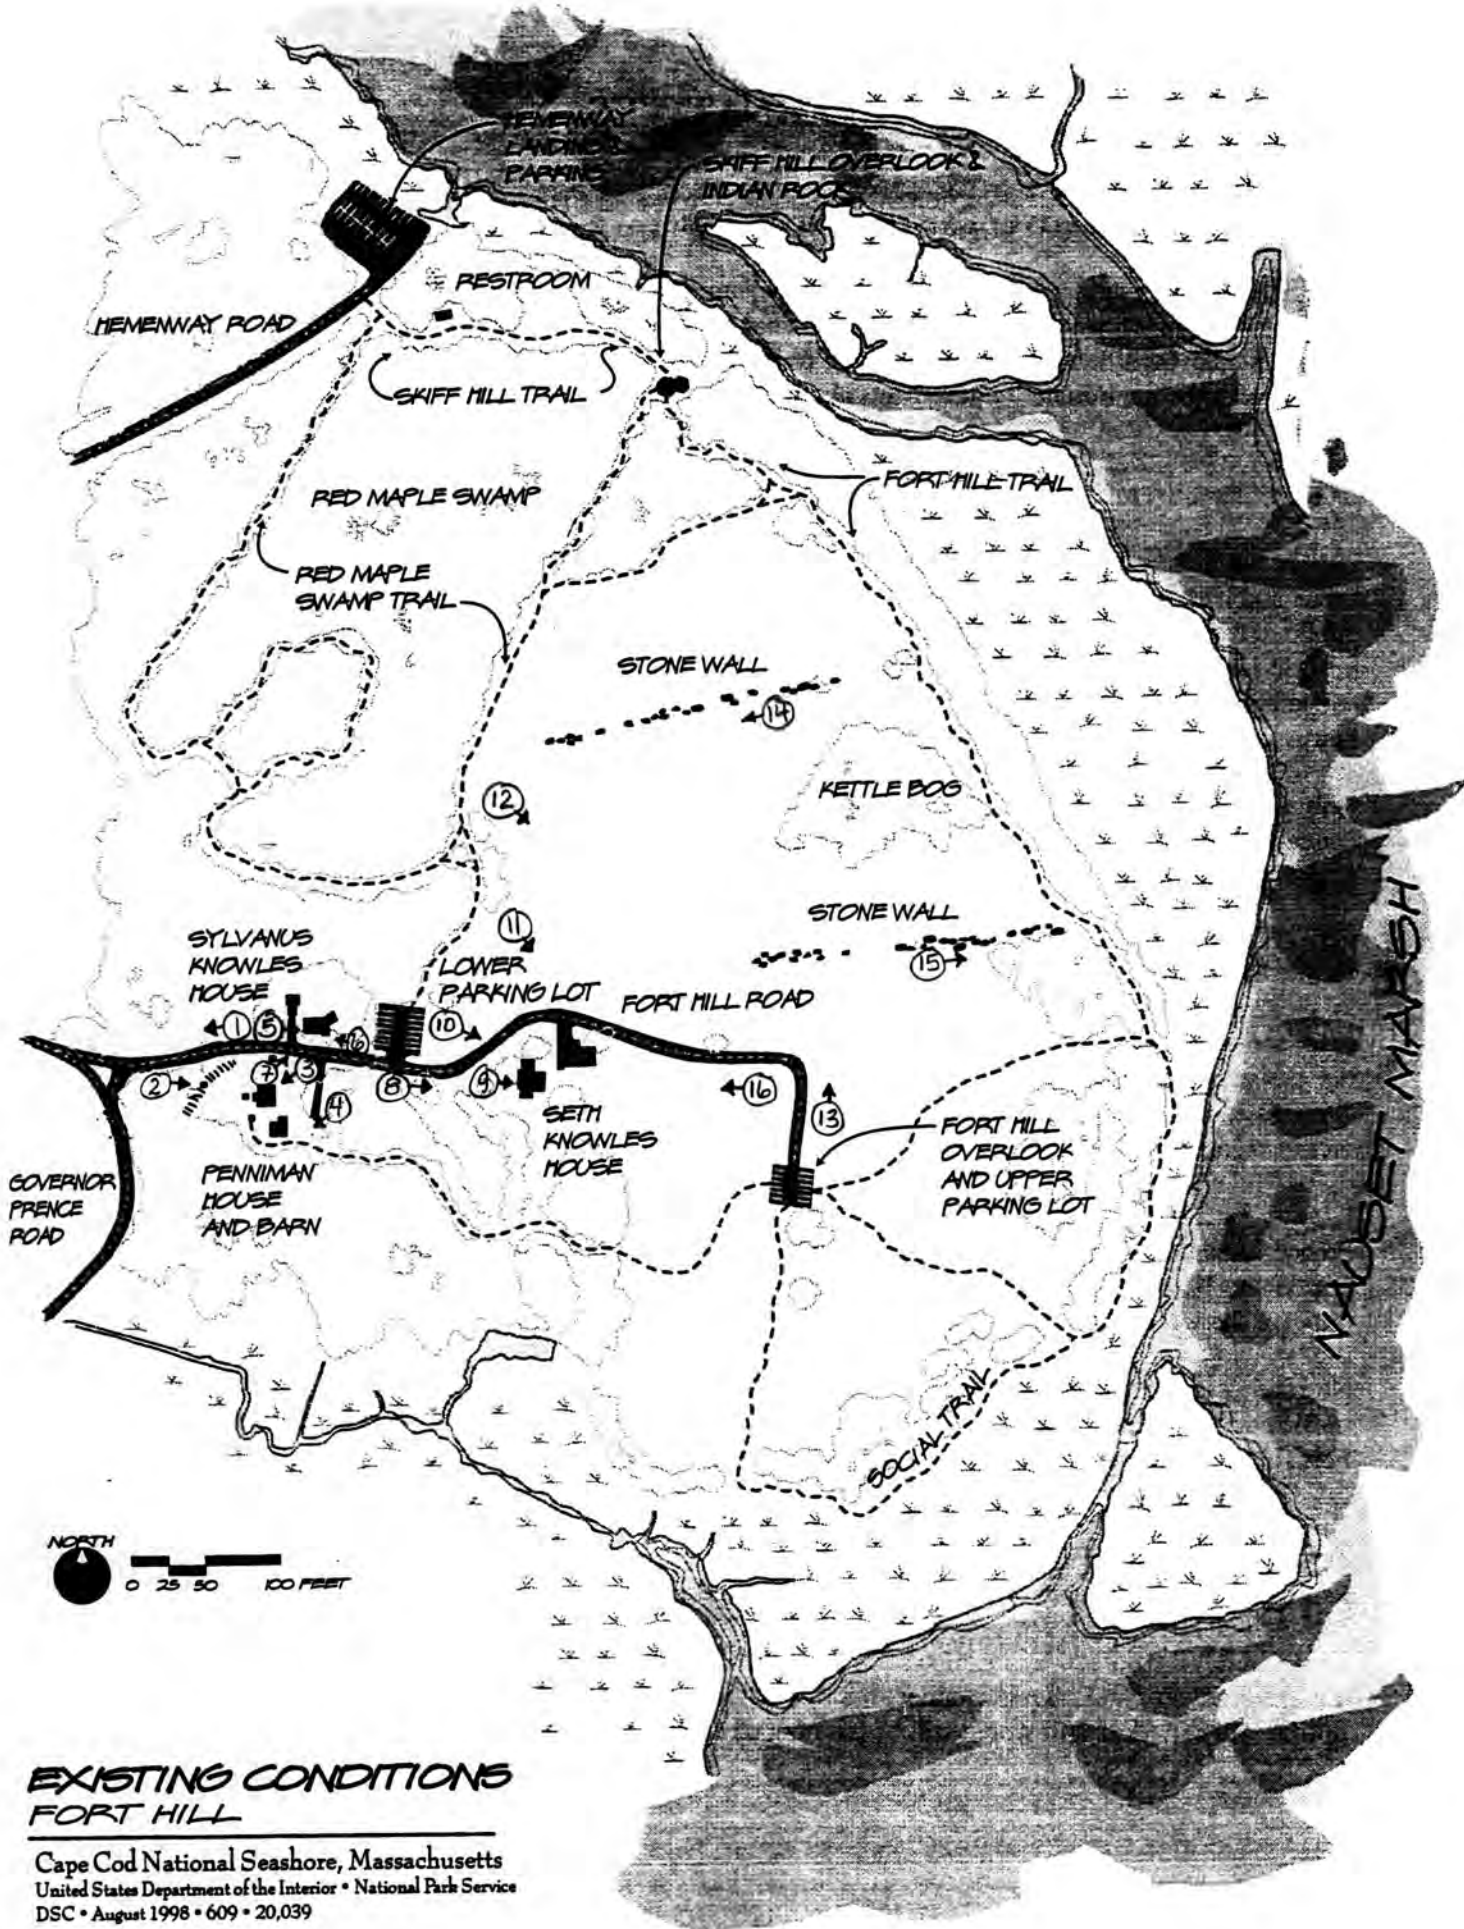 HEMENWAY
LANDING &
PARKING
SKIFF HILL OVERLOOK &
INDIAN ROCK
RESTROOM
HEMENWAY ROAD
SKIFF HILL TRAIL
FORT HILL TRAIL
RED MAPLE SWAMP
RED MAPLE
SWAMP TRAIL
STONE WALL
14
KETTLE BOG
12
STONE WALL
15
11
SYLVANUS
KNOWLES
HOUSE
LOWER
PARKING LOT
FORT HILL ROAD
1
5
6
10
2
7
3
4
8
9
16
13
SETH
KNOWLES
HOUSE
FORT HILL
OVERLOOK
AND UPPER
PARKING LOT
GOVERNOR
PRENCE
ROAD
PENNIMAN
HOUSE
AND BARN
NAUSET MARSH
SOCIAL TRAIL
NORTH
0 25 50 100 FEET
EXISTING CONDITIONS
FORT HILL
Cape Cod National Seashore, Massachusetts
United States Department of the Interior • National Park Service
DSC • August 1998 • 609 • 20,039